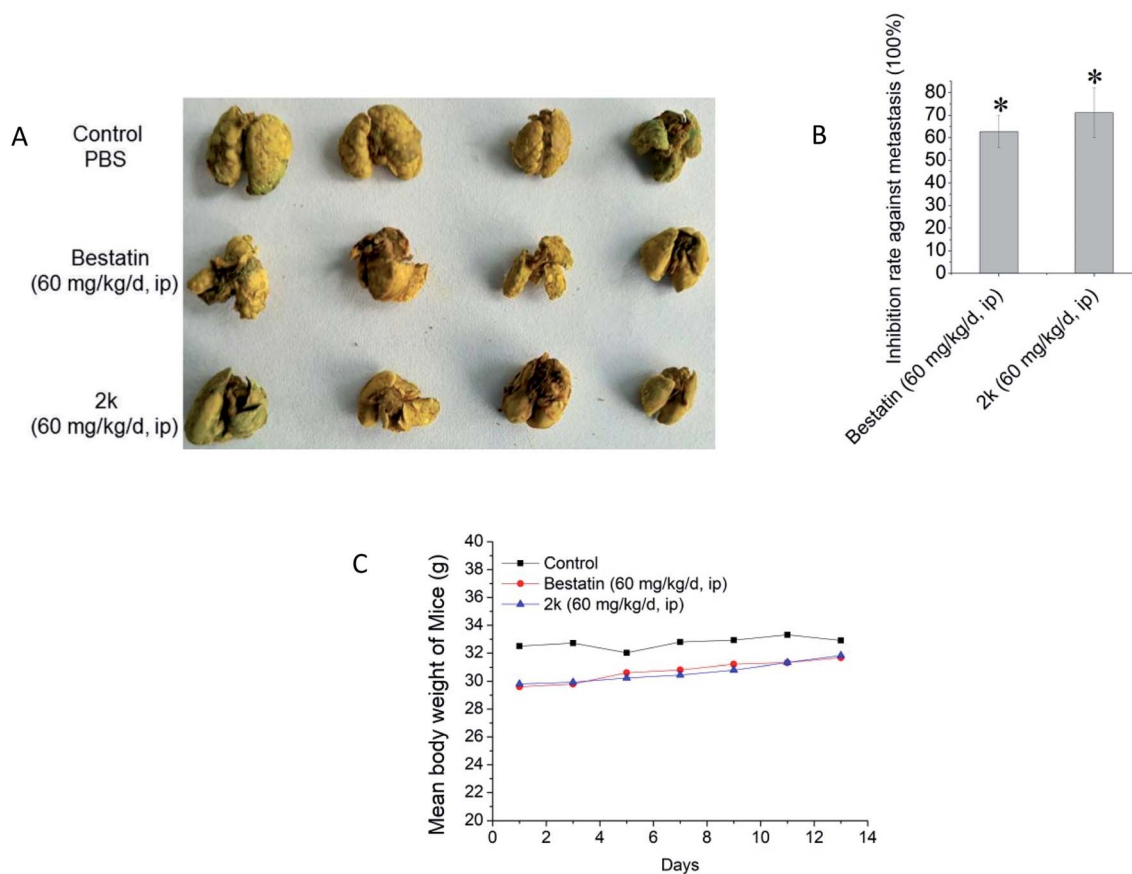 A
Control
PBS
Bestatin
(60 mg/kg/d, ip)
2k
(60 mg/kg/d, ip)
B
Inhibition rate against metastasis (100%)
80
70
60
50
40
30
20
10
0
*
*
Bestatin (60 mg/kg/d, ip)
2k (60 mg/kg/d, ip)
C
Mean body weight of Mice (g)
40
38
36
34
32
30
28
26
24
22
20
Control
Bestatin (60 mg/kg/d, ip)
2k (60 mg/kg/d, ip)
0 2 4 6 8 10 12 14
Days